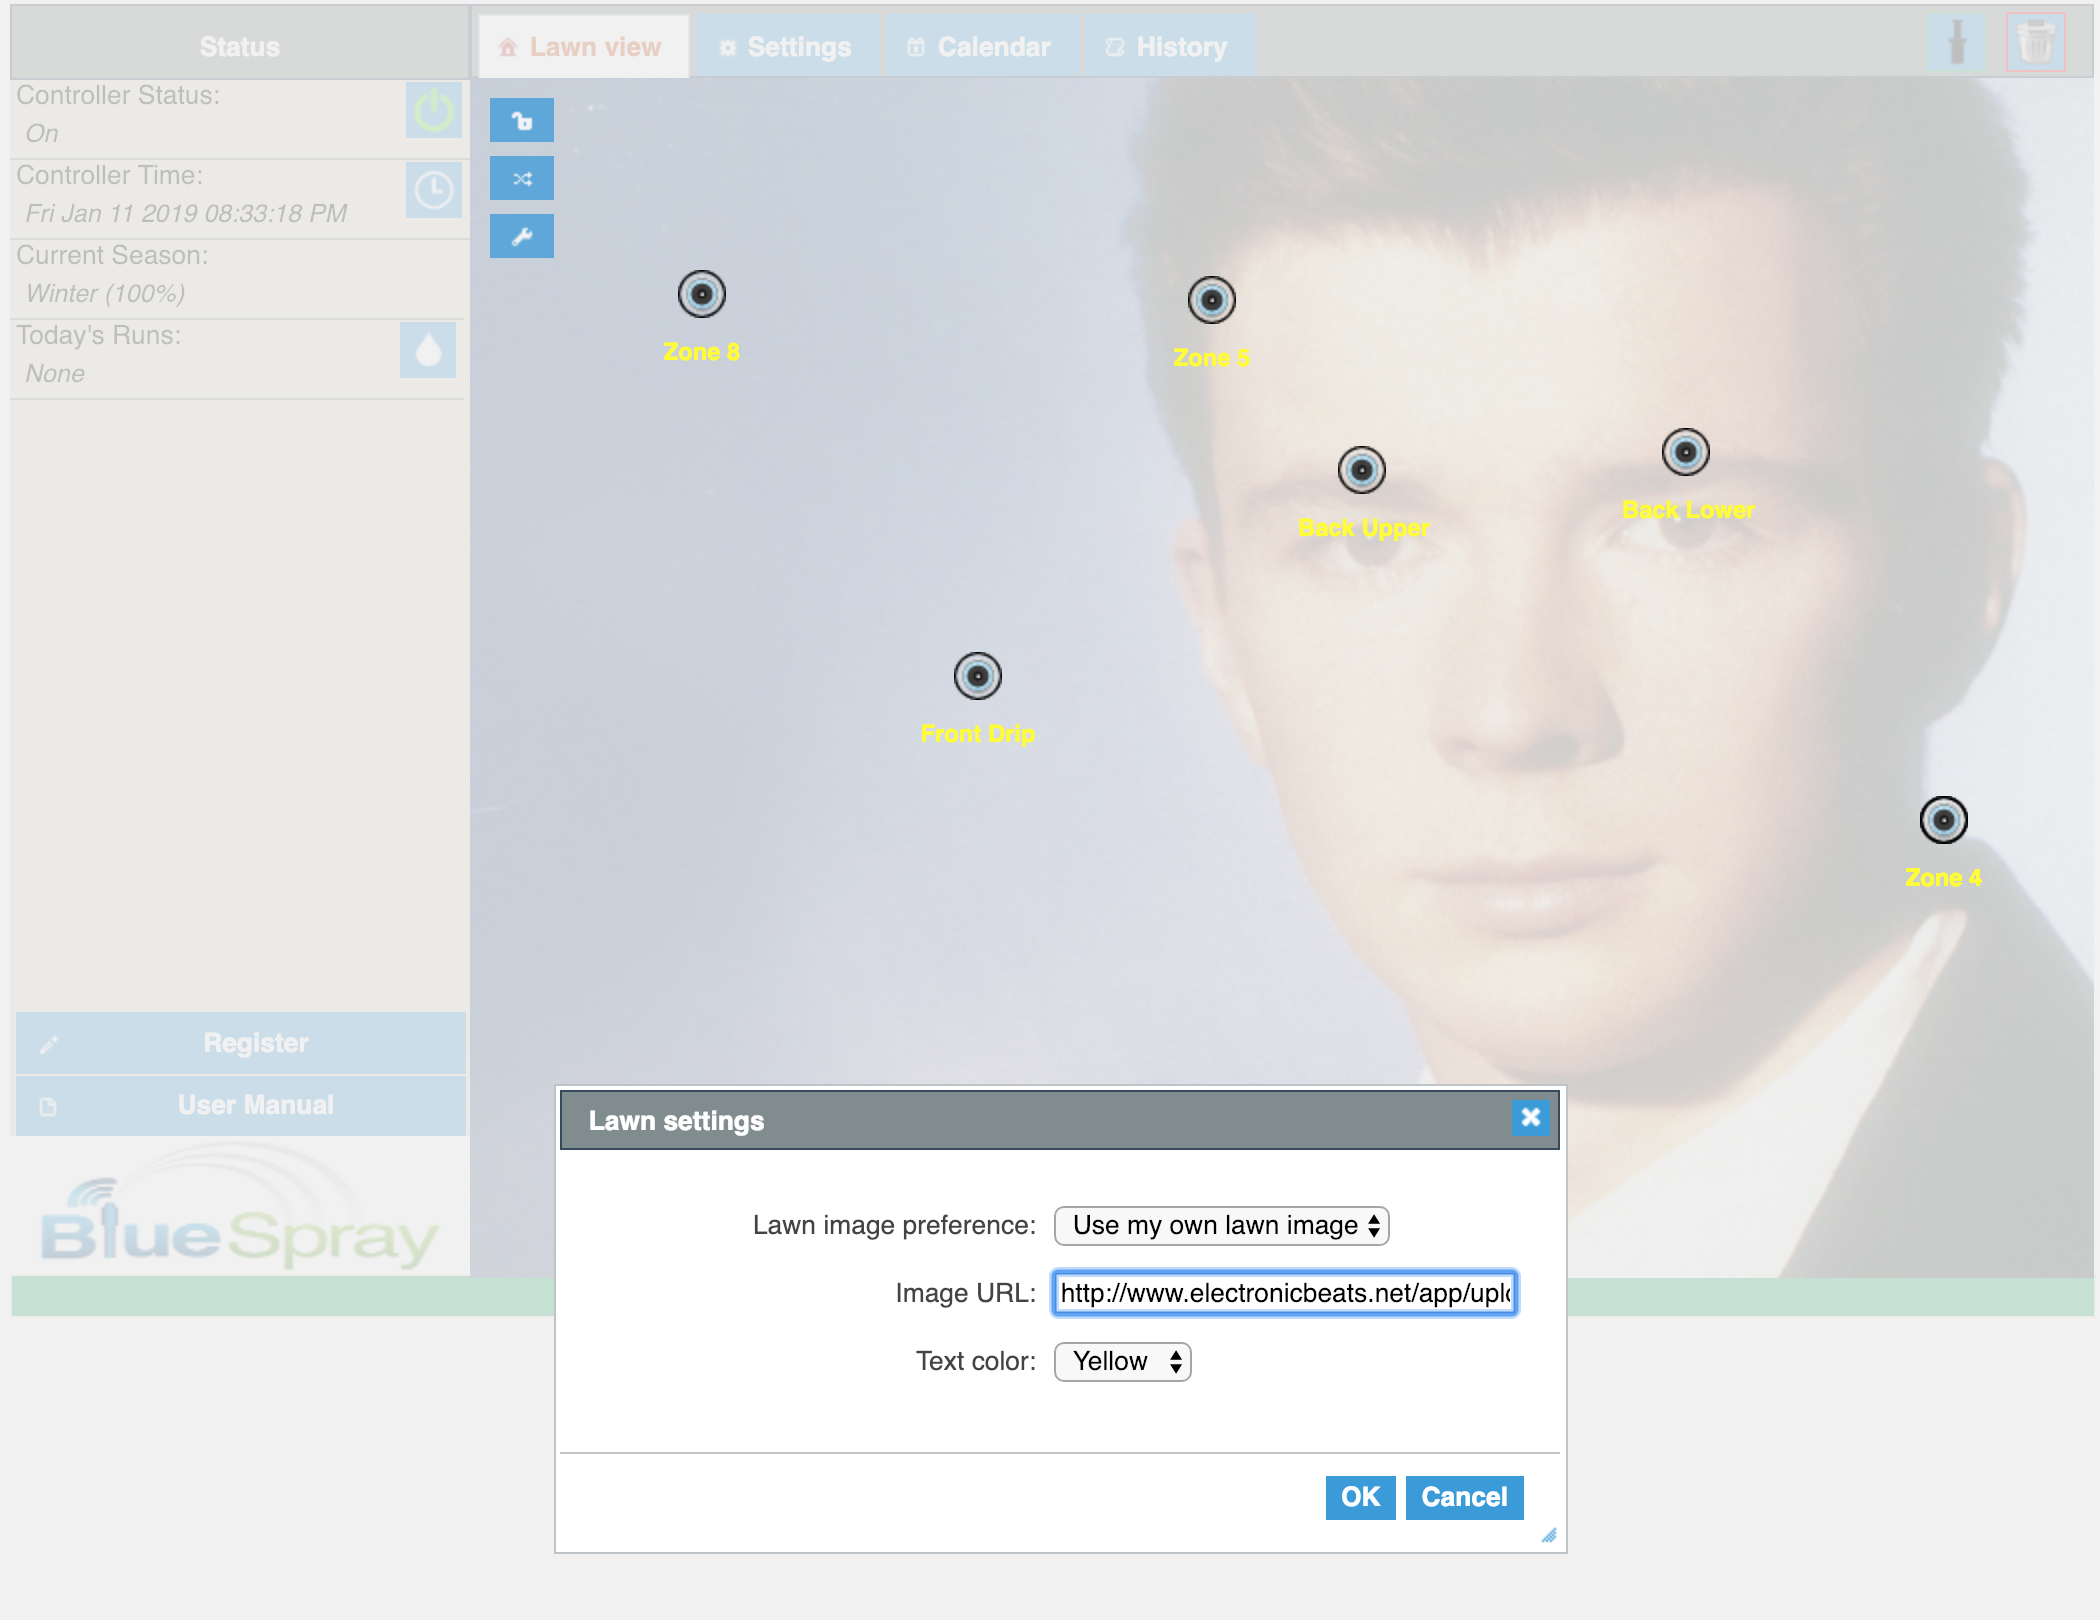 Status
Lawn view
Settings
Calendar
History
Controller Status:
On
Controller Time:
Fri Jan 11 2019 08:33:18 PM
Current Season:
Winter (100%)
Today's Runs:
None
Zone 8
Zone 5
Back Upper
Back Lower
Front Drip
Zone 4
Register
User Manual
BlueSpray
Lawn settings
Lawn image preference: Use my own lawn image
Image URL: http://www.electronicbeats.net/app/uplo
Text color: Yellow
OK Cancel